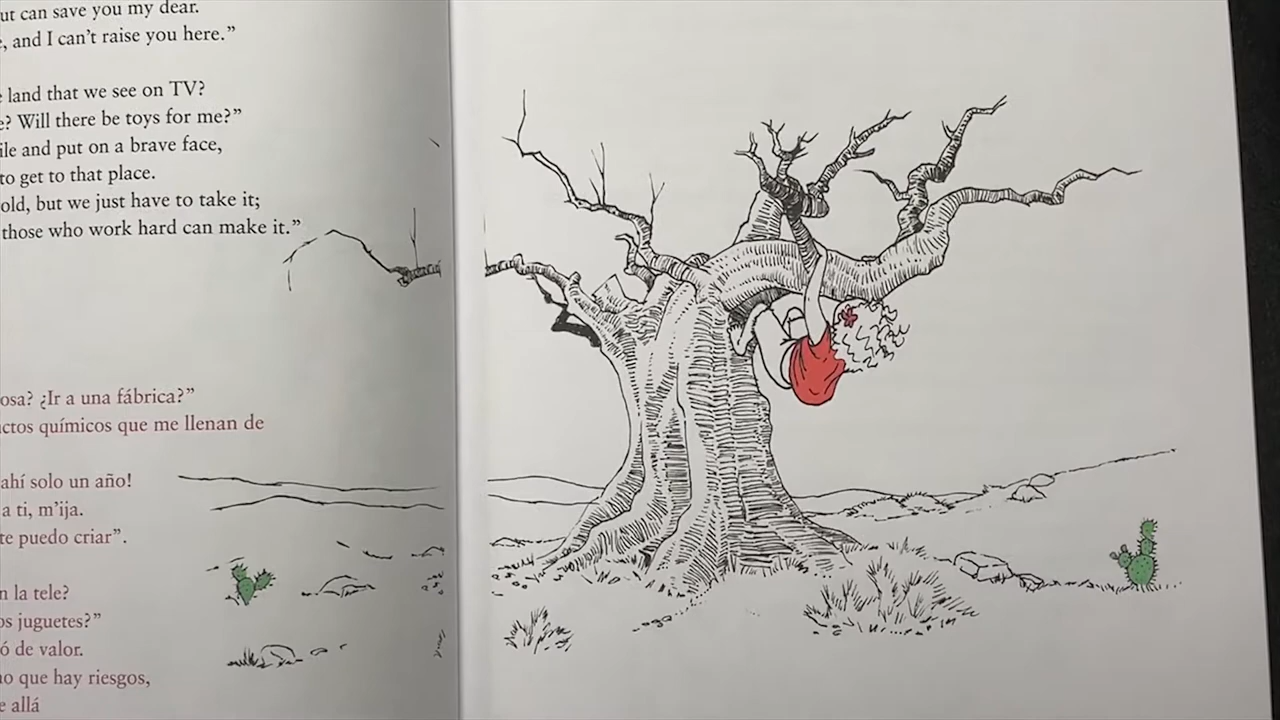 ut can save you my dear.
, and I can't raise you here."
land that we see on TV?
e? Will there be toys for me?"
ile and put on a brave face,
to get to that place.
old, but we just have to take it;
those who work hard can make it."
osa? ¿Ir a una fábrica?"
ctos químicos que me llenan de
ahí solo un año!
a ti, m'ija.
te puedo criar".
n la tele?
os juguetes?"
ó de valor.
o que hay riesgos,
e allá